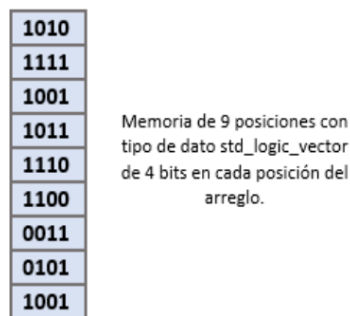 1010
1111
1001
1011
1110
1100
0011
0101
1001
Memoria de 9 posiciones con
tipo de dato std_logic_vector
de 4 bits en cada posición del
arreglo.